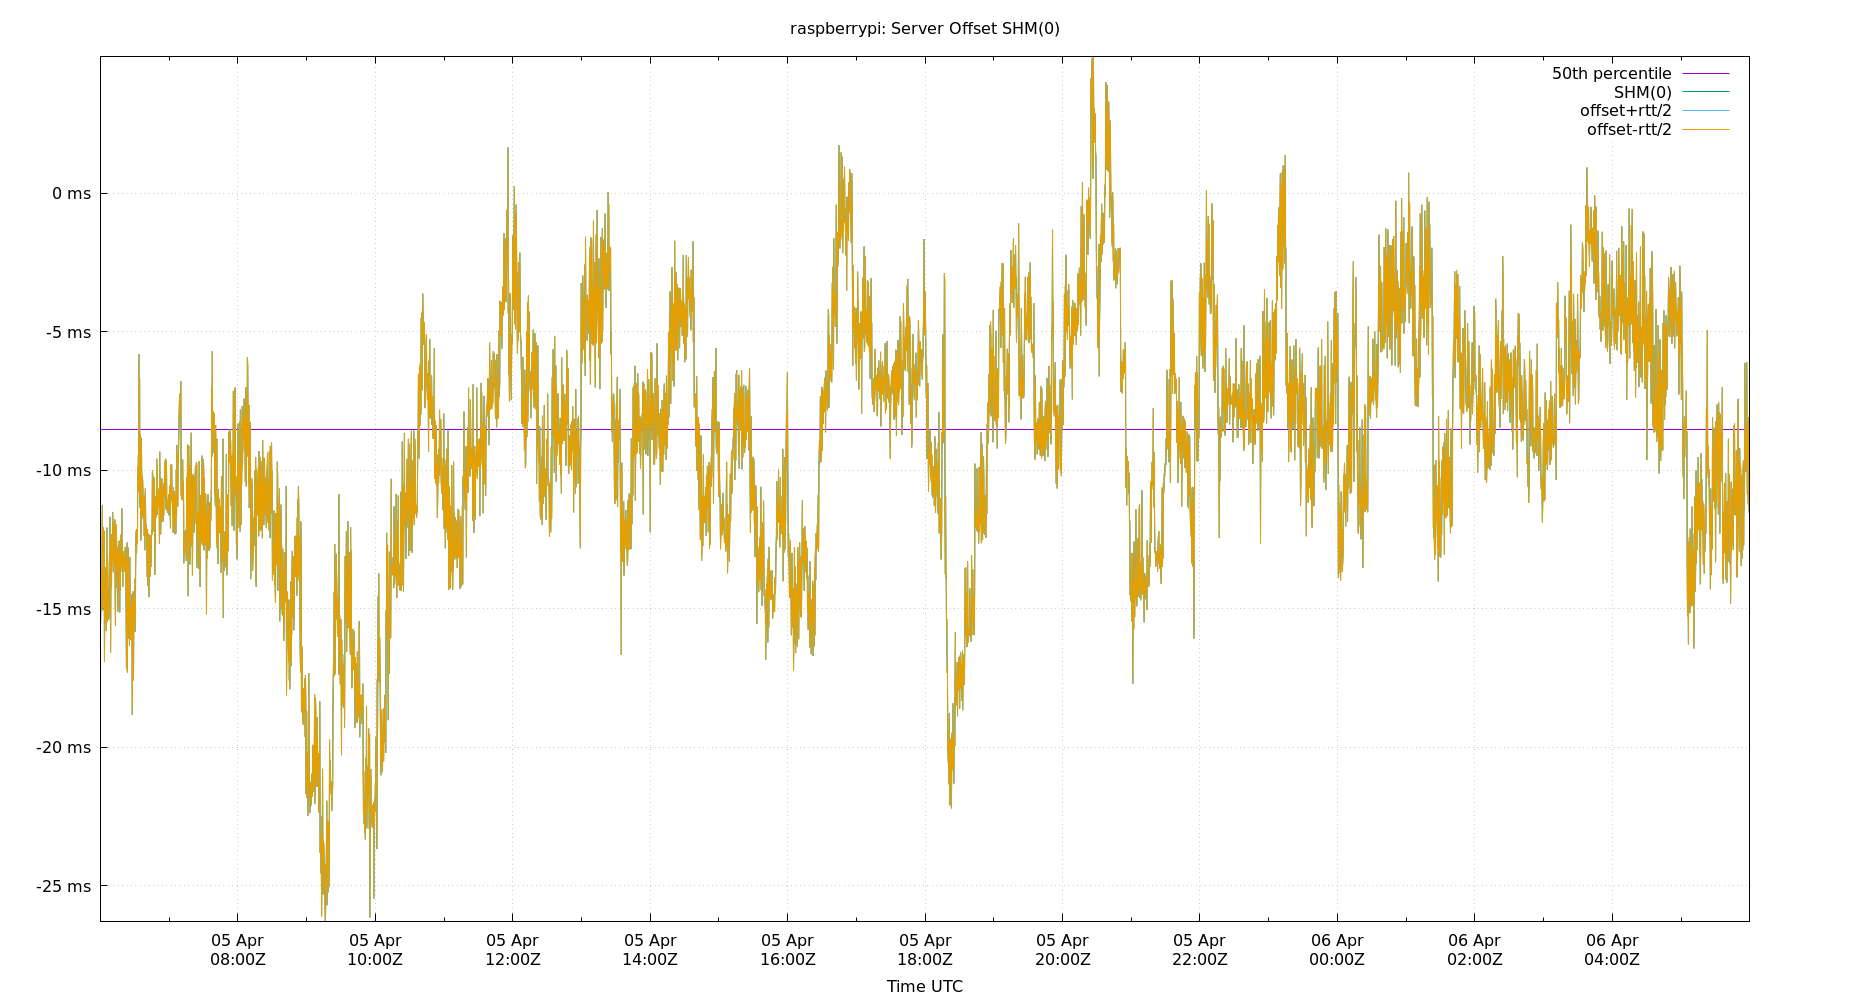 raspberrypi: Server Offset SHM(0)
50th percentile
SHM(0)
offset+rtt/2
offset-rtt/2
0 ms
-5 ms
-10 ms
-15 ms
-20 ms
-25 ms
05 Apr 05 Apr 05 Apr 05 Apr 05 Apr 05 Apr 05 Apr 05 Apr 06 Apr 06 Apr 06 Apr
08:00Z 10:00Z 12:00Z 14:00Z 16:00Z 18:00Z 20:00Z 22:00Z 00:00Z 02:00Z 04:00Z
Time UTC